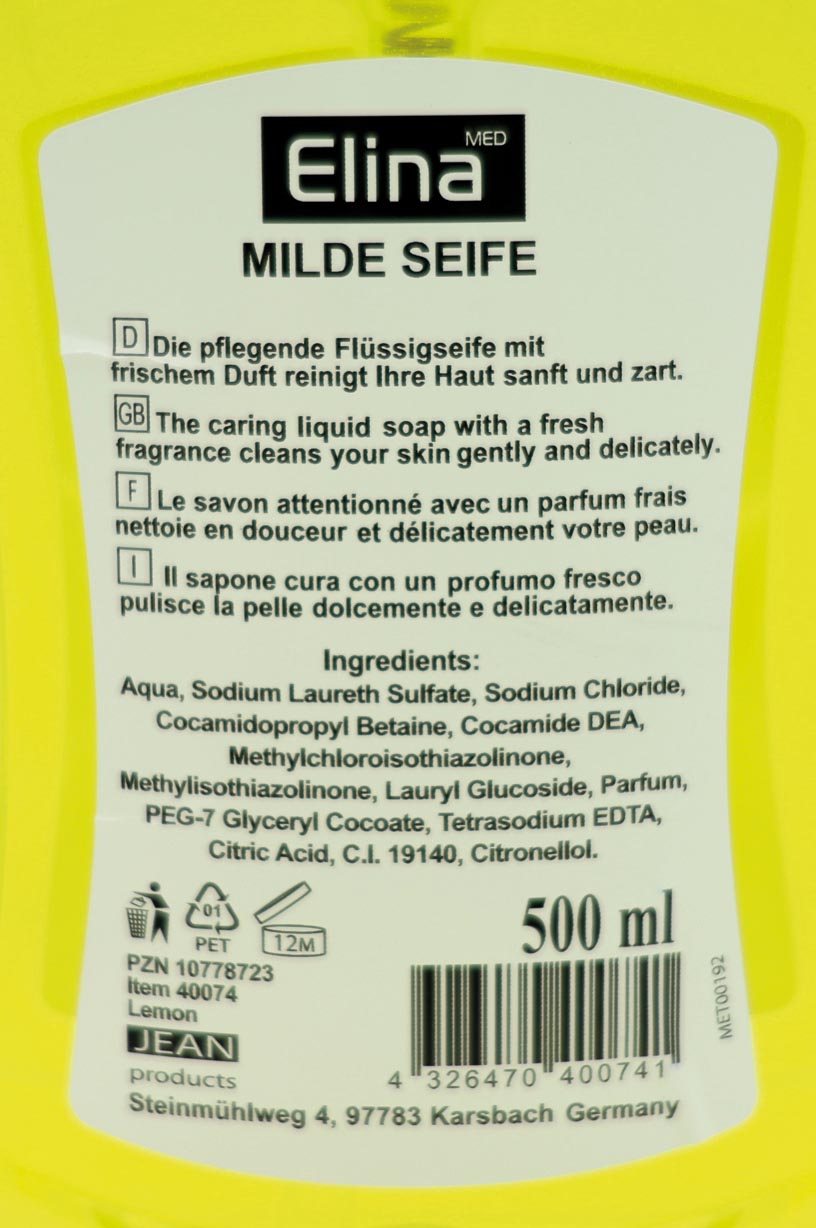 Elina MED
MILDE SEIFE
D Die pflegende Flüssigseife mit
frischem Duft reinigt Ihre Haut sanft und zart.
GB The caring liquid soap with a fresh
fragrance cleans your skin gently and delicately.
F Le savon attentionné avec un parfum frais
nettoie en douceur et délicatement votre peau.
I Il sapone cura con un profumo fresco
pulisce la pelle dolcemente e delicatamente.
Ingredients:
Aqua, Sodium Laureth Sulfate, Sodium Chloride,
Cocamidopropyl Betaine, Cocamide DEA,
Methylchloroisothiazolinone,
Methylisothiazolinone, Lauryl Glucoside, Parfum,
PEG-7 Glyceryl Cocoate, Tetrasodium EDTA,
Citric Acid, C.I. 19140, Citronellol.
01
PET
12M
500 ml
PZN 10778723
Item 40074
Lemon
JEAN
products
4 326470 400741
MET00192
Steinmühlweg 4, 97783 Karsbach Germany